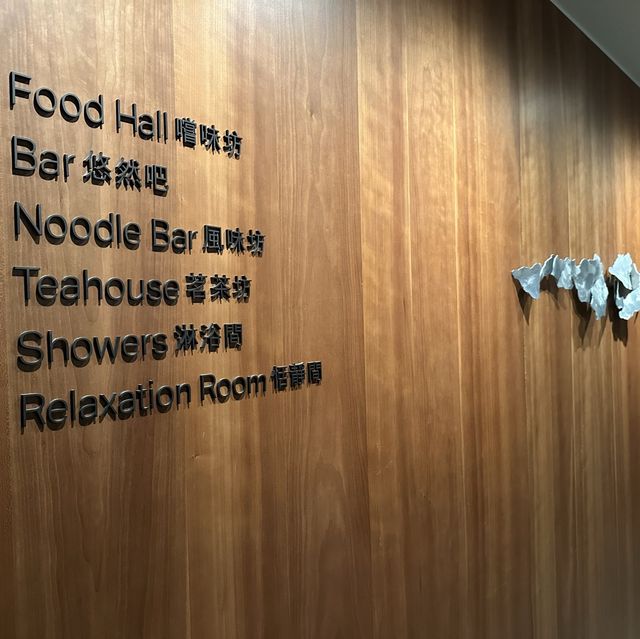 Food Hall 嚐味坊
Bar 悠然吧
Noodle Bar 風味坊
Teahouse 茗茶坊
Showers 淋浴間
Relaxation Room 恬靜間